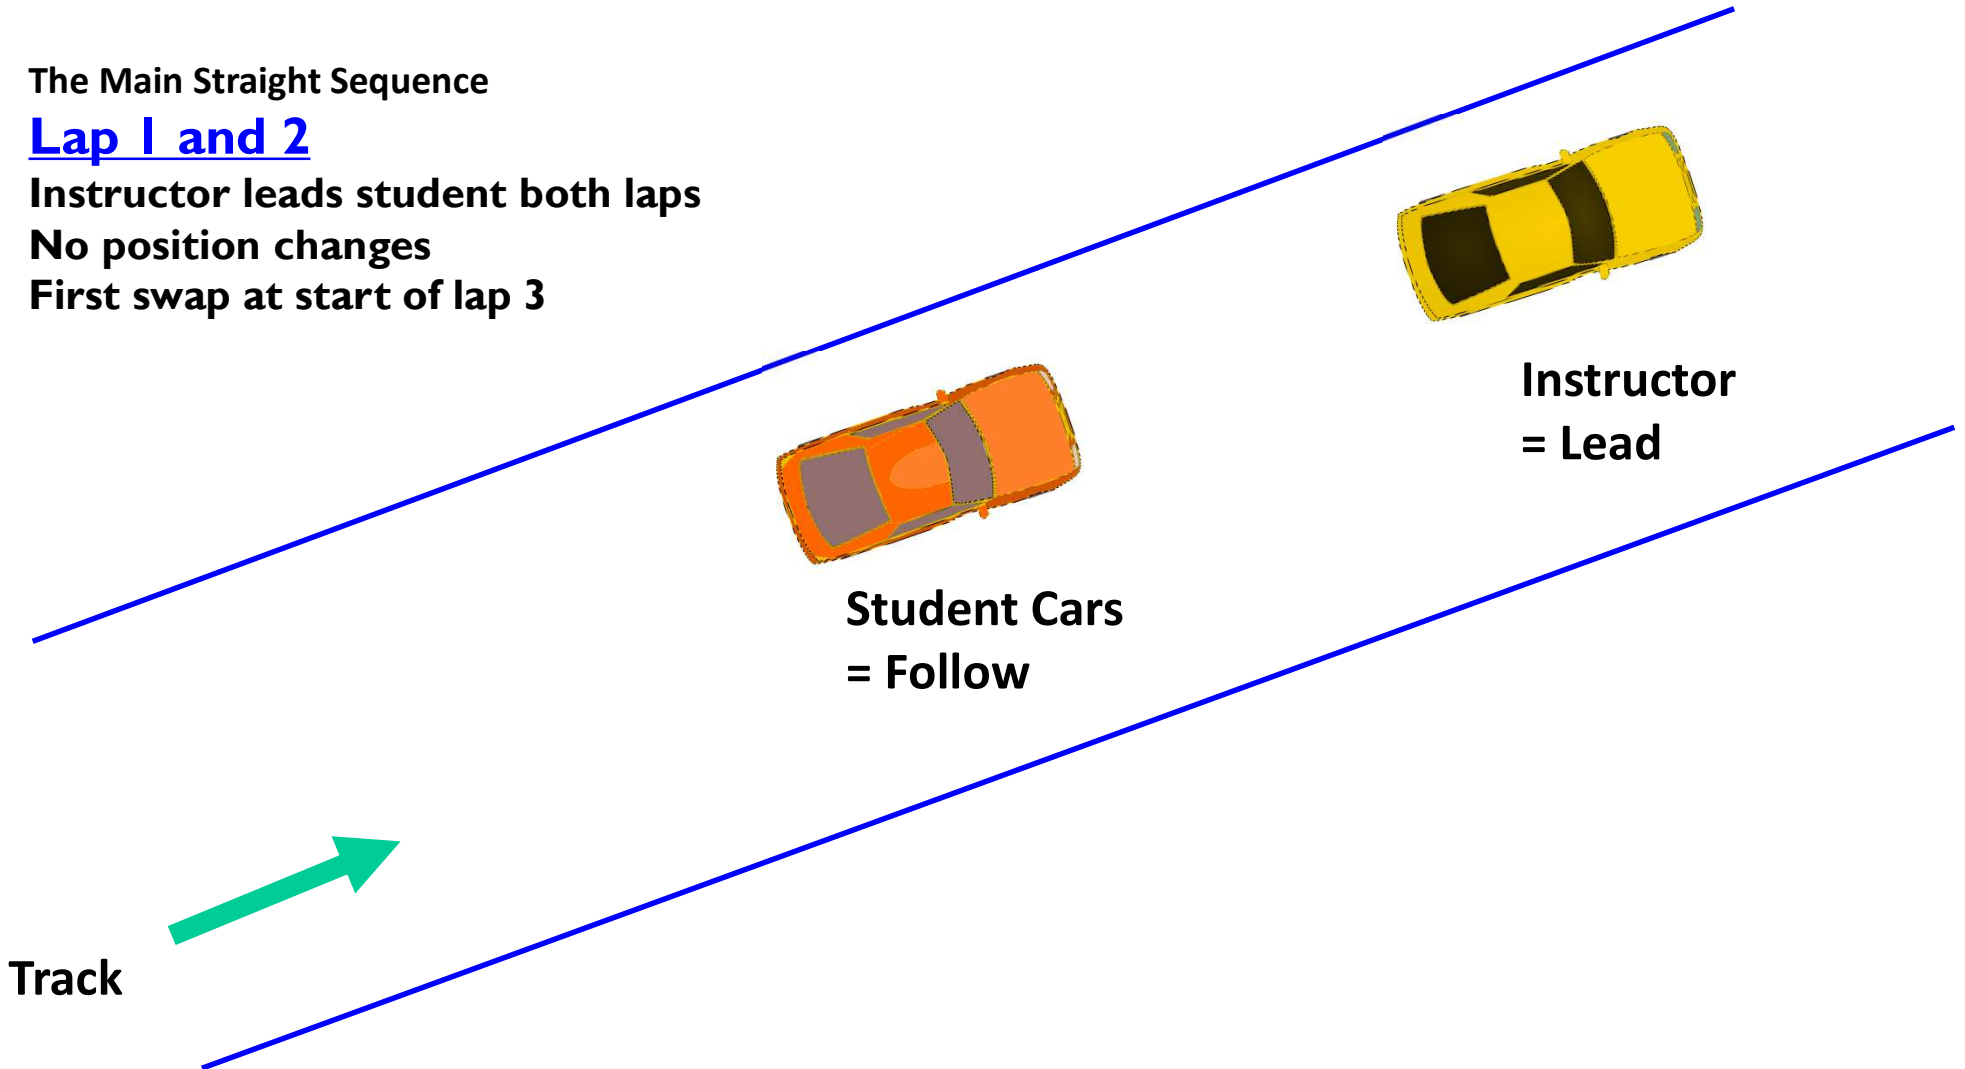 The Main Straight Sequence
Lap 1 and 2
Instructor leads student both laps
No position changes
First swap at start of lap 3
Instructor
= Lead
Student Cars
= Follow
Track